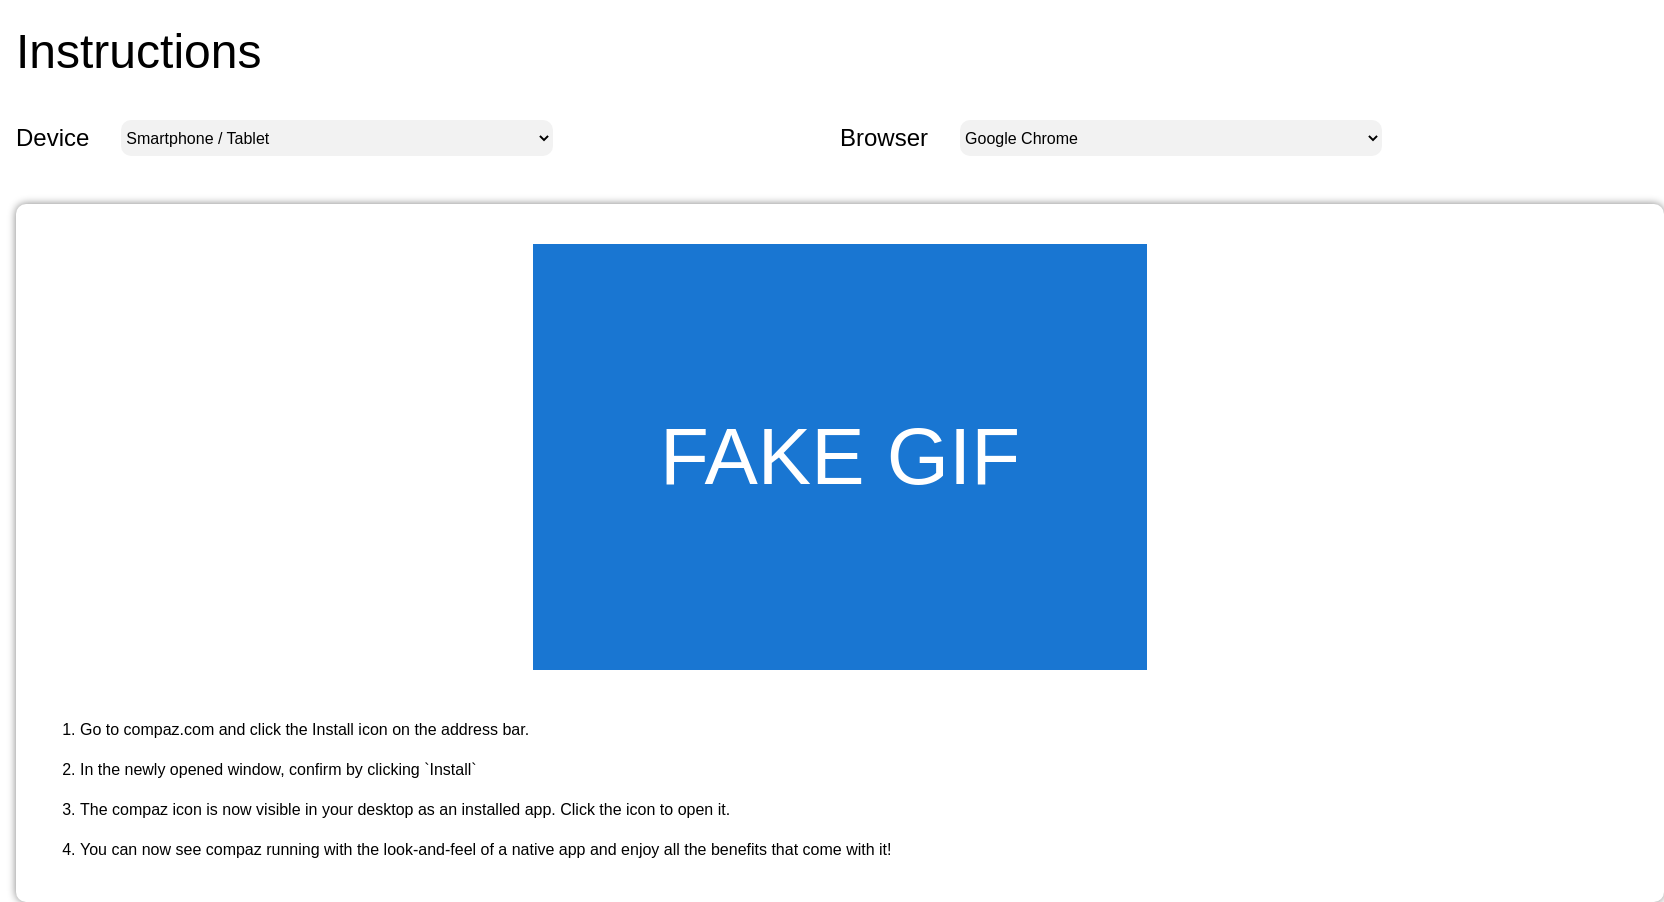 Instructions
Device Smartphone / Tablet Browser Google Chrome
FAKE GIF
1. Go to compaz.com and click the Install icon on the address bar.
2. In the newly opened window, confirm by clicking `Install`
3. The compaz icon is now visible in your desktop as an installed app. Click the icon to open it.
4. You can now see compaz running with the look-and-feel of a native app and enjoy all the benefits that come with it!